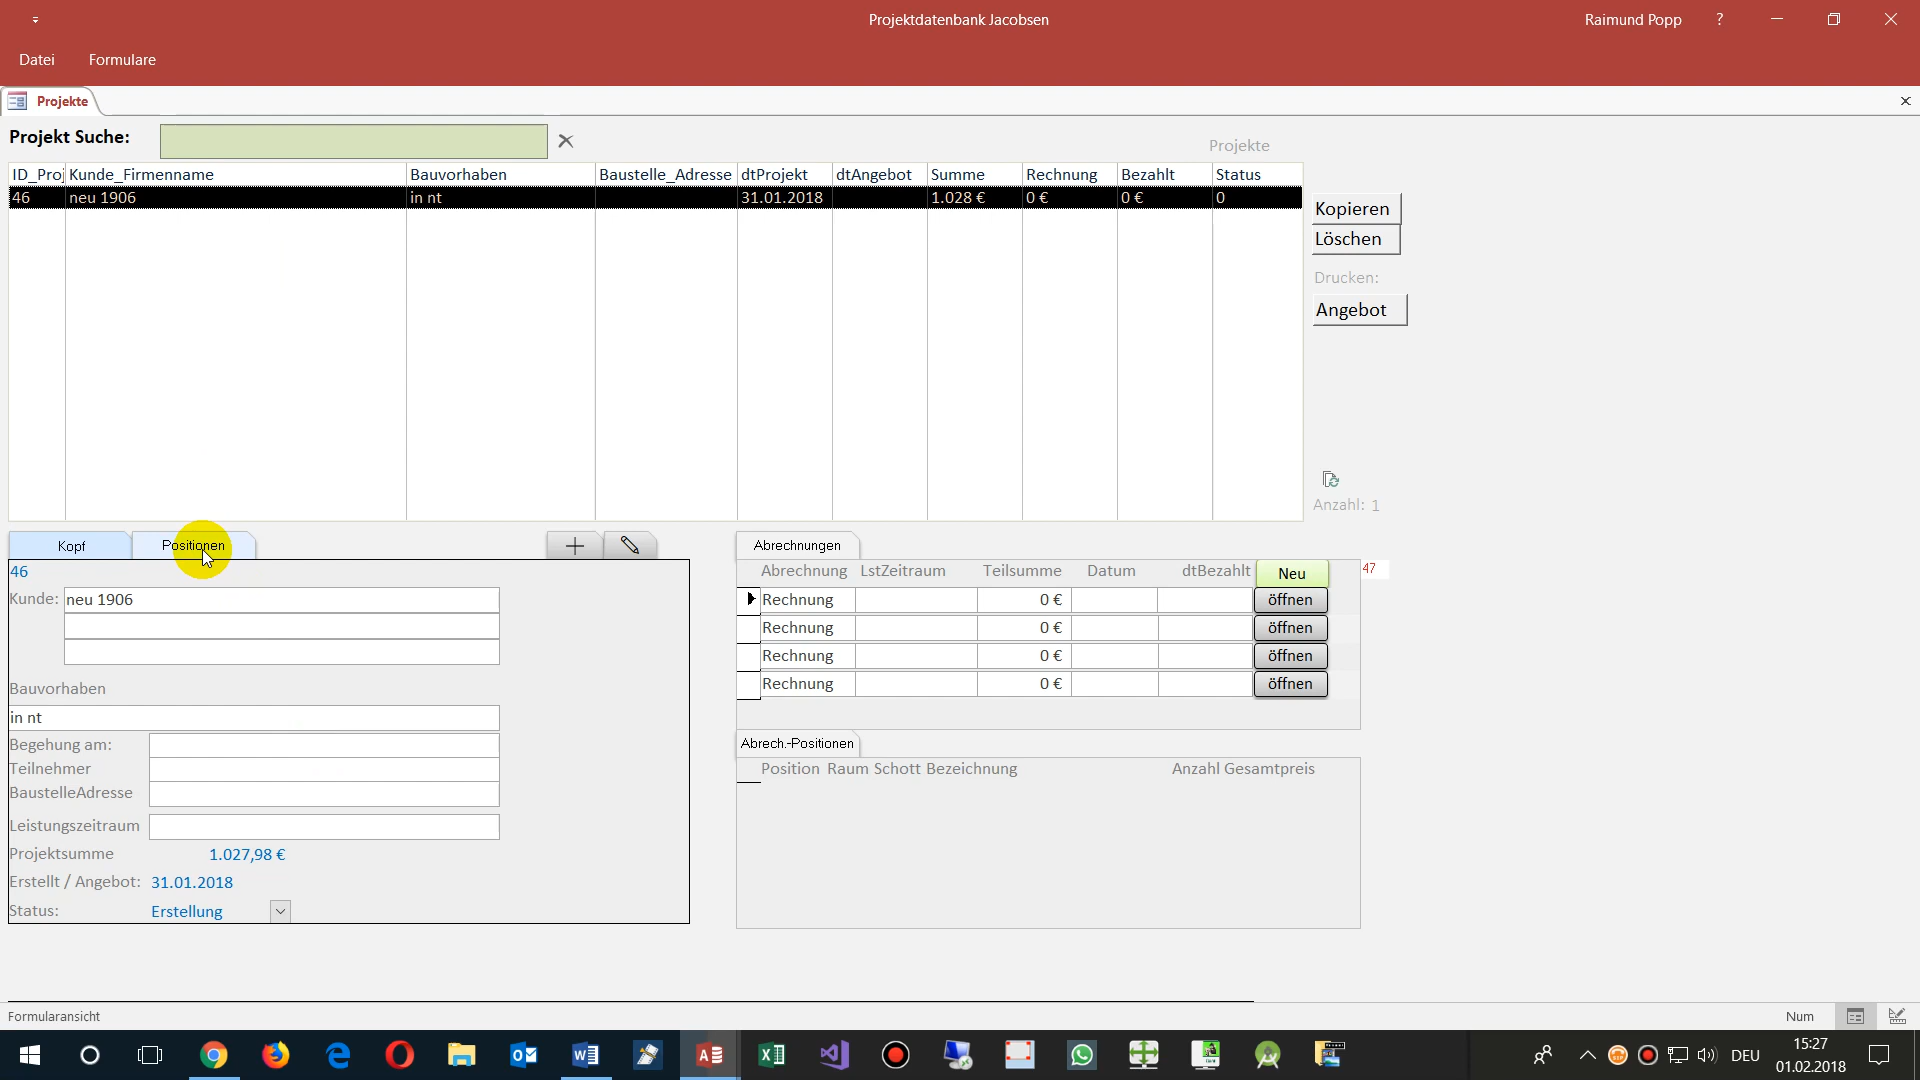 Projektdatenbank Jacobsen
Raimund Popp
?
Datei Formulare
Projekte
Projekt Suche:
Projekte
ID_Proj Kunde_Firmenname Bauvorhaben Baustelle_Adresse dtProjekt dtAngebot Summe Rechnung Bezahlt Status
46 neu 1906 in nt 31.01.2018 1.028 € 0 € 0 € 0
Kopieren
Löschen
Drucken:
Angebot
Anzahl: 1
Kopf Positionen
46
Kunde: neu 1906
Bauvorhaben
in nt
Begehung am:
Teilnehmer
BaustelleAdresse
Leistungszeitraum
Projektsumme 1.027,98 €
Erstellt / Angebot: 31.01.2018
Status: Erstellung
Abrechnungen
Abrechnung LstZeitraum Teilsumme Datum dtBezahlt Neu 47
Rechnung 0 € öffnen
Rechnung 0 € öffnen
Rechnung 0 € öffnen
Rechnung 0 € öffnen
Abrech.-Positionen
Position Raum Schott Bezeichnung Anzahl Gesamtpreis
Formularansicht
Num
DEU
15:27
01.02.2018